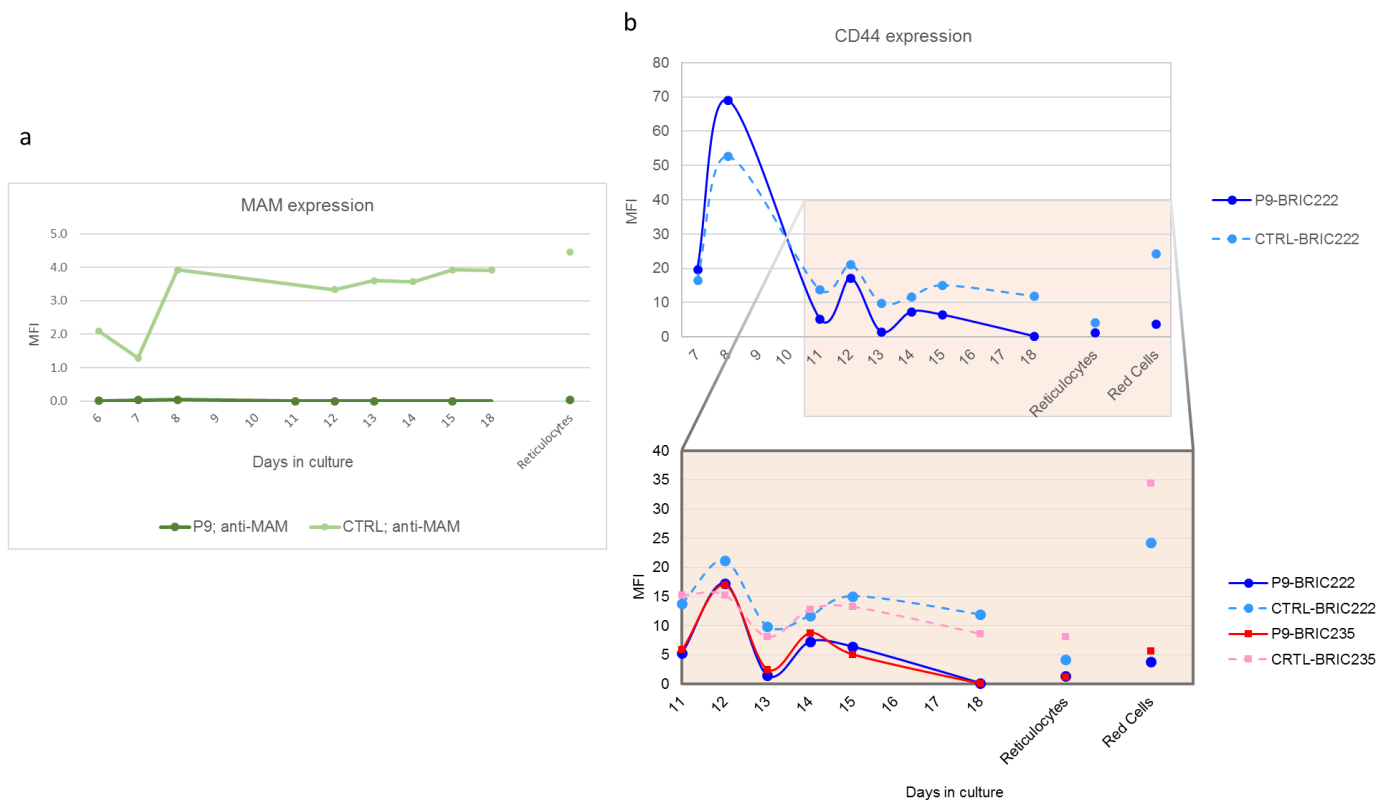 a
MAM expression
MFI
5.0
4.0
3.0
2.0
1.0
0.0
6 7 8 9 10 11 12 13 14 15 18 Reticulocytes
Days in culture
P9; anti-MAM CTRL; anti-MAM
b
CD44 expression
MFI
80
70
60
50
40
30
20
10
0
7 8 9 10 11 12 13 14 15 16 17 18 Reticulocytes Red Cells
P9-BRIC222
CTRL-BRIC222
MFI
40
35
30
25
20
15
10
5
0
11 12 13 14 15 16 17 18 Reticulocytes Red Cells
Days in culture
P9-BRIC222
CTRL-BRIC222
P9-BRIC235
CRTL-BRIC235